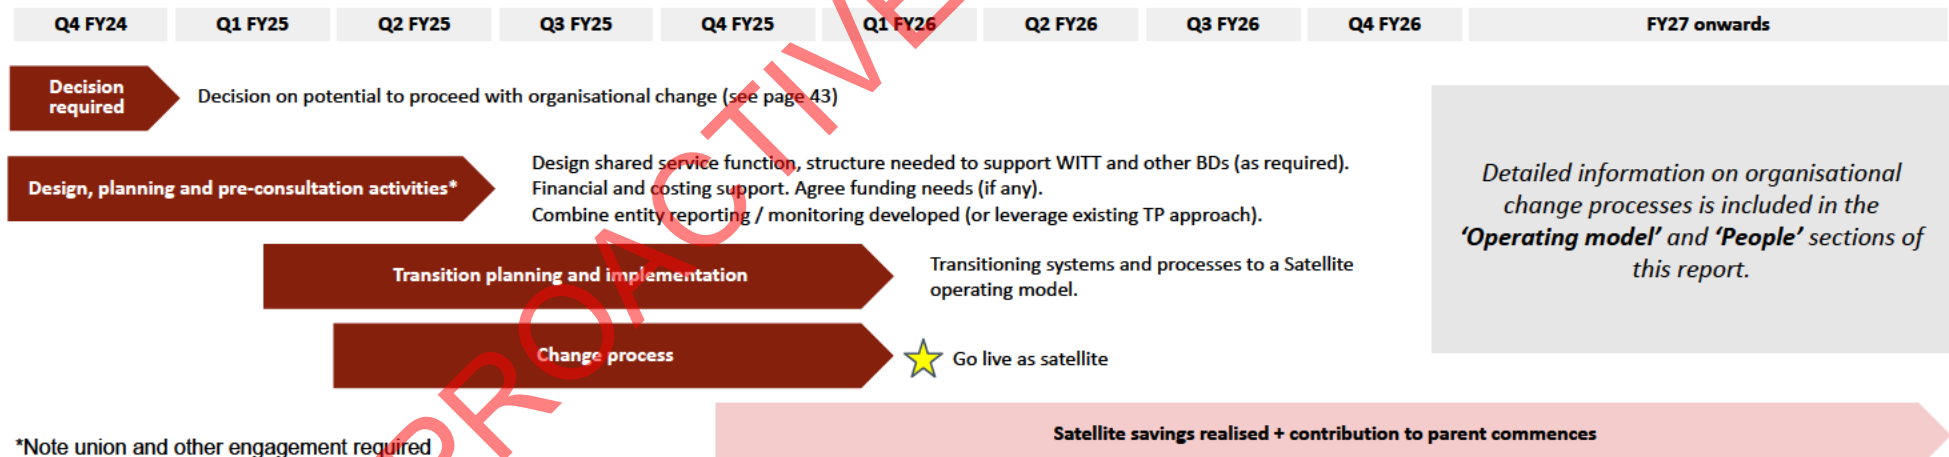 Q4 FY24 Q1 FY25 Q2 FY25 Q3 FY25 Q4 FY25 Q1 FY26 Q2 FY26 Q3 FY26 Q4 FY26 FY27 onwards
Decision
required
Decision on potential to proceed with organisational change (see page 43)
Design, planning and pre-consultation activities*
Design shared service function, structure needed to support WITT and other BDs (as required).
Financial and costing support. Agree funding needs (if any).
Combine entity reporting / monitoring developed (or leverage existing TP approach).
Detailed information on organisational
change processes is included in the
'Operating model' and 'People' sections of
this report.
Transition planning and implementation
Transitioning systems and processes to a Satellite
operating model.
Change process
Go live as satellite
Satellite savings realised + contribution to parent commences
*Note union and other engagement required
PROACTIVE